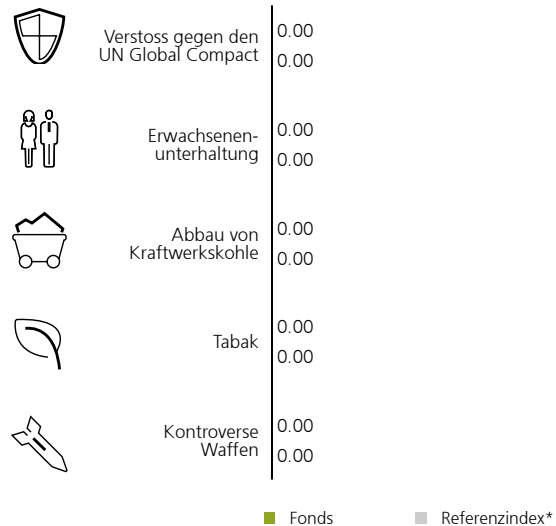 Verstoss gegen den
UN Global Compact
0.00
0.00
Erwachsenen-
unterhaltung
0.00
0.00
Abbau von
Kraftwerkskohle
0.00
0.00
Tabak
0.00
0.00
Kontroverse
Waffen
0.00
0.00
Fonds Referenzindex*